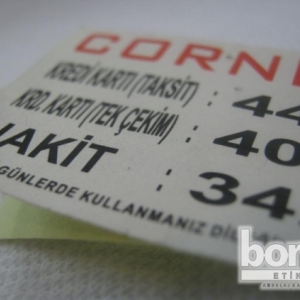 CORN
KREDİ KARTI (TAKSİT) : 44
KRD. KARTI (TEK ÇEKİM) : 40
NAKİT : 34
GÜNLERDE KULLANMANIZ
bor
ETİK